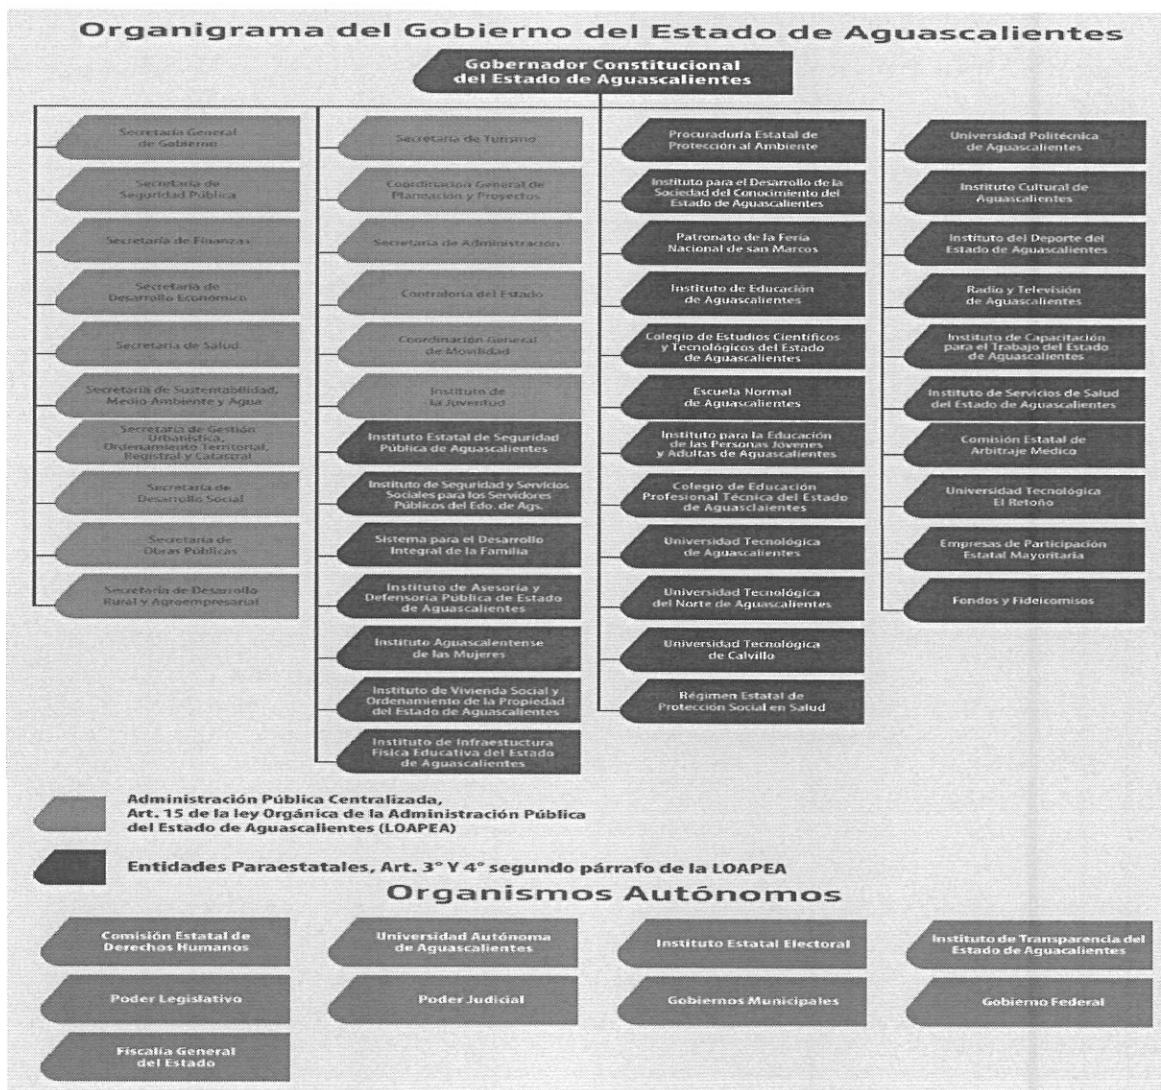 Organigrama del Gobierno del Estado de Aguascalientes
Gobernador Constitucional
del Estado de Aguascalientes
Secretaría General
de Gobierno
Secretaría de
Seguridad Pública
Secretaría de Finanzas
Secretaría de
Desarrollo Económico
Secretaría de Salud
Secretaría de Sustentabilidad,
Medio Ambiente y Agua
Secretaría de Gestión
Urbanística,
Ordenamiento Territorial,
Registral y Catastral
Secretaría de
Desarrollo Social
Secretaría de
Obras Públicas
Secretaría de Desarrollo
Rural y Agroempresarial
Secretaría de Turismo
Coordinación General de
Planeación y Proyectos
Secretaría de Administración
Contraloría del Estado
Coordinación General
de Movilidad
Instituto de
la Juventud
Instituto Estatal de Seguridad
Pública de Aguascalientes
Instituto de Seguridad y Servicios
Sociales para los Servidores
Públicos del Edo. de Ags.
Sistema para el Desarrollo
Integral de la Familia
Instituto de Asesoría y
Defensoría Pública de Estado
de Aguascalientes
Instituto Aguascalentense
de las Mujeres
Instituto de Vivienda Social y
Ordenamiento de la Propiedad
del Estado de Aguascalientes
Instituto de Infraestuctura
Física Educativa del Estado
de Aguascalientes
Procuraduría Estatal de
Protección al Ambiente
Instituto para el Desarrollo de la
Sociedad del Conocimiento del
Estado de Aguascalientes
Patronato de la Feria
Nacional de san Marcos
Instituto de Educación
de Aguascalientes
Colegio de Estudios Científicos
y Tecnológicos del Estado
de Aguascalientes
Escuela Normal
de Aguascalientes
Instituto para la Educación
de las Personas Jóvenes
y Adultas de Aguascalientes
Colegio de Educación
Profesional Técnica del Estado
de Aguasclaientes
Universidad Tecnológica
de Aguascalientes
Universidad Tecnológica
del Norte de Aguascalientes
Universidad Tecnológica
de Calvillo
Régimen Estatal de
Protección Social en Salud
Universidad Politécnica
de Aguascalientes
Instituto Cultural de
Aguascalientes
Instituto del Deporte del
Estado de Aguascalientes
Radio y Televisión
de Aguascalientes
Instituto de Capacitación
para el Trabajo del Estado
de Aguascalientes
Instituto de Servicios de Salud
del Estado de Aguascalientes
Comisión Estatal de
Arbitraje Medico
Universidad Tecnológica
El Retoño
Empresas de Participación
Estatal Mayoritaria
Fondos y Fideicomisos
Administración Pública Centralizada,
Art. 15 de la ley Orgánica de la Administración Pública
del Estado de Aguascalientes (LOAPEA)
Entidades Paraestatales, Art. 3° Y 4° segundo párrafo de la LOAPEA
Organismos Autónomos
Comisión Estatal de
Derechos Humanos
Universidad Autónoma
de Aguascalientes
Instituto Estatal Electoral
Instituto de Transparencia del
Estado de Aguacalientes
Poder Legislativo
Poder Judicial
Gobiernos Municipales
Gobierno Federal
Fiscalía General
del Estado